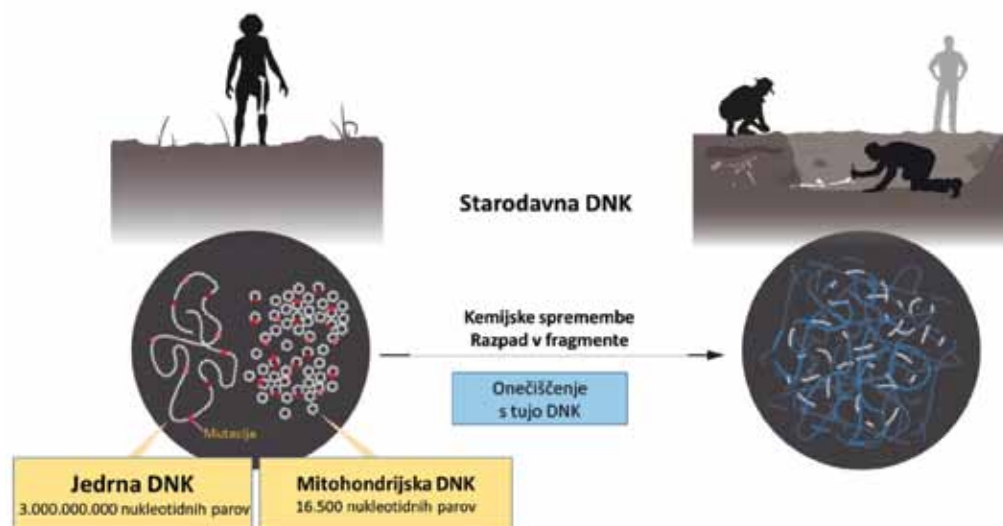 Starodavna DNK
Kemijske spremembe
Razpad v fragmente
Onečiščenje
s tujo DNK
Mutacija
Jedrna DNK
3.000.000.000 nukleotidnih parov
Mitohondrijska DNK
16.500 nukleotidnih parov